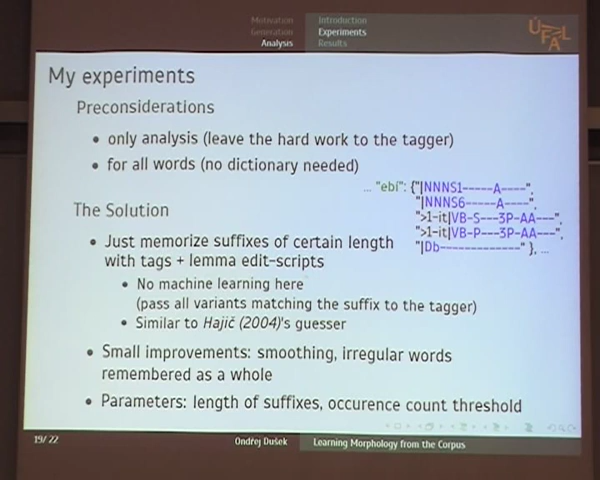 Motivation
Generation
Analysis
Introduction
Experiments
Results
ÚFAL
My experiments
Preconsiderations
• only analysis (leave the hard work to the tagger)
• for all words (no dictionary needed)
... "ebí": {"|NNNS1-----A----",
"|NNNS6-----A----",
">1-it|VB-S---3P-AA---",
">1-it|VB-P---3P-AA---",
"|Db-------------" }, ...
The Solution
• Just memorize suffixes of certain length
with tags + lemma edit-scripts
• No machine learning here
(pass all variants matching the suffix to the tagger)
• Similar to Hajič (2004)'s guesser
• Small improvements: smoothing, irregular words
remembered as a whole
• Parameters: length of suffixes, occurence count threshold
19/ 22
Ondřej Dušek
Learning Morphology from the Corpus